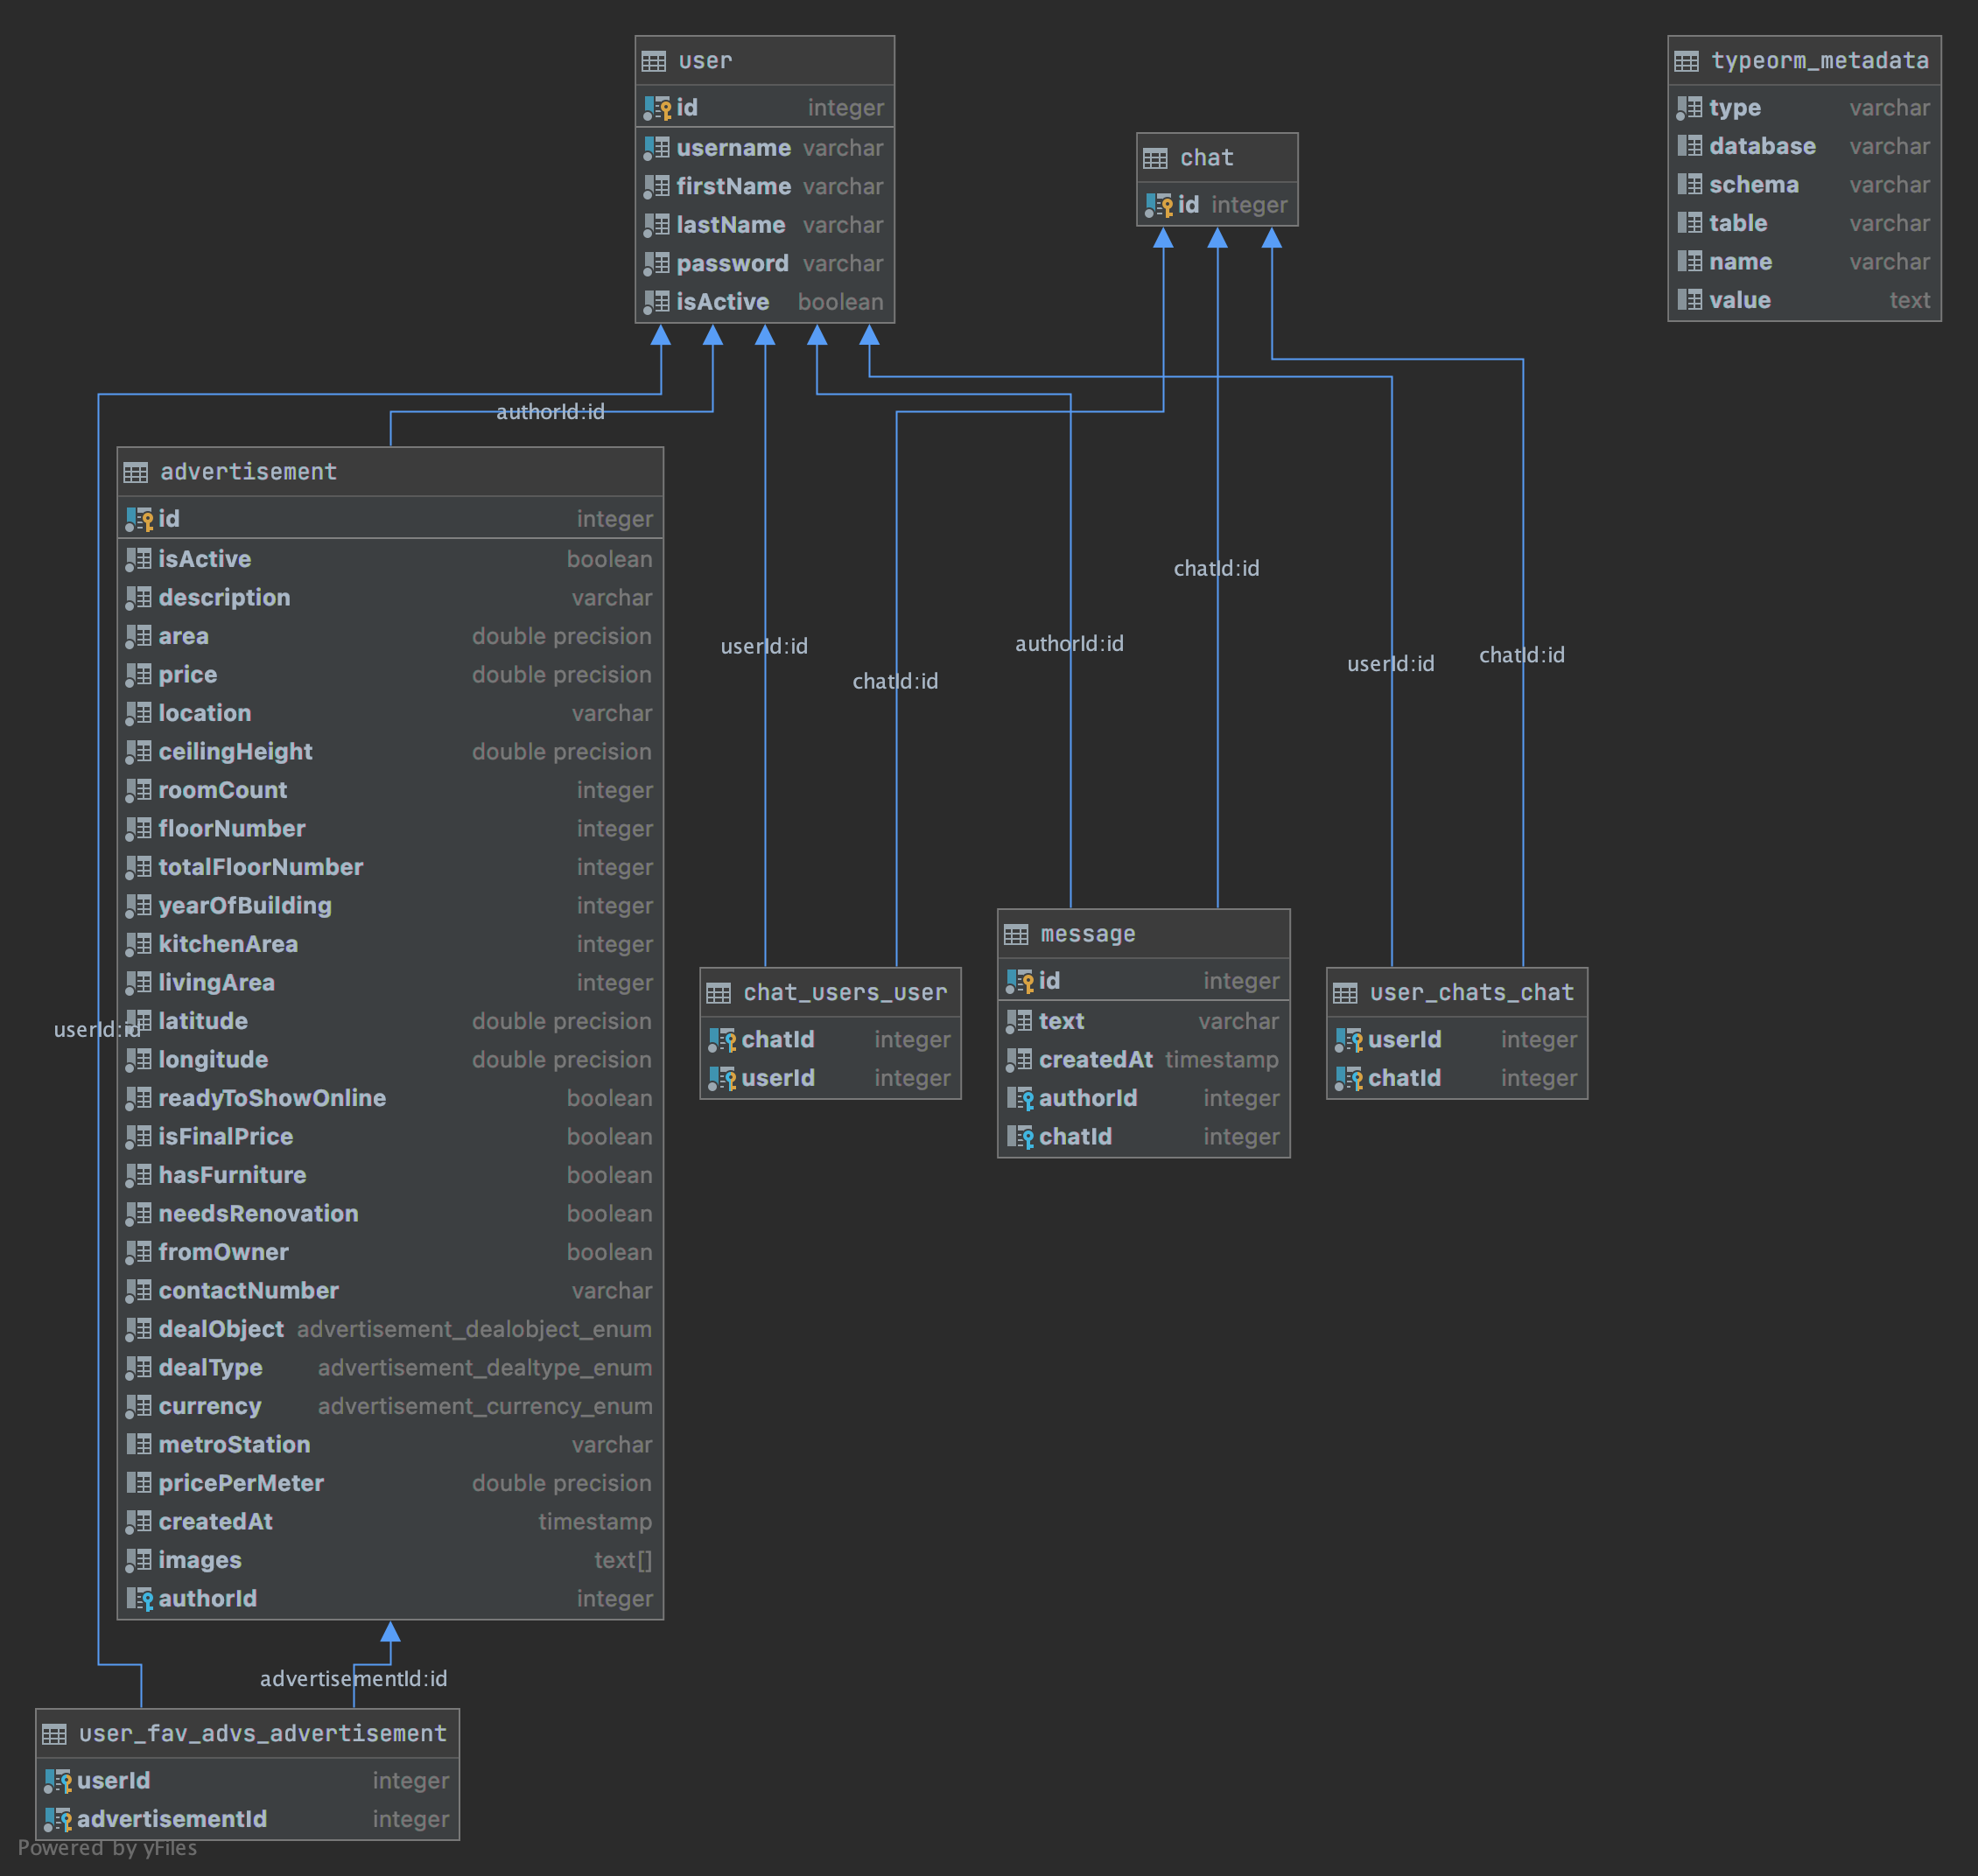 user
id integer
username varchar
firstName varchar
lastName varchar
password varchar
isActive boolean
chat
id integer
typeorm_metadata
type varchar
database varchar
schema varchar
table varchar
name varchar
value text
authorId:id
advertisement
id integer
isActive boolean
description varchar
area double precision
price double precision
location varchar
ceilingHeight double precision
roomCount integer
floorNumber integer
totalFloorNumber integer
yearOfBuilding integer
kitchenArea integer
livingArea integer
latitude double precision
longitude double precision
readyToShowOnline boolean
isFinalPrice boolean
hasFurniture boolean
needsRenovation boolean
fromOwner boolean
contactNumber varchar
dealObject advertisement_dealobject_enum
dealType advertisement_dealtype_enum
currency advertisement_currency_enum
metroStation varchar
pricePerMeter double precision
createdAt timestamp
images text[]
authorId integer
userId:id
userId:id
chatId:id
authorId:id
chatId:id
userId:id
chatId:id
chat_users_user
chatId integer
userId integer
message
id integer
text varchar
createdAt timestamp
authorId integer
chatId integer
user_chats_chat
userId integer
chatId integer
advertisementId:id
user_fav_advs_advertisement
userId integer
advertisementId integer
Powered by yFiles